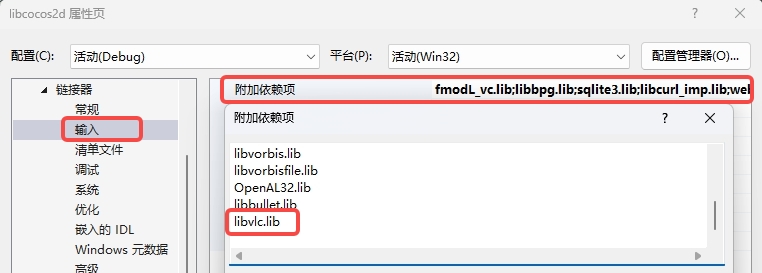 libcocos2d 属性页
配置(C): 活动(Debug) 平台(P): 活动(Win32) 配置管理器(O)...
链接器
常规
输入
清单文件
调试
系统
优化
嵌入的 IDL
Windows 元数据
高级
附加依赖项 fmodL_vc.lib;libbpg.lib;sqlite3.lib;libcurl_imp.lib;wel
附加依赖项
libvorbis.lib
libvorbisfile.lib
OpenAL32.lib
libbullet.lib
libvlc.lib